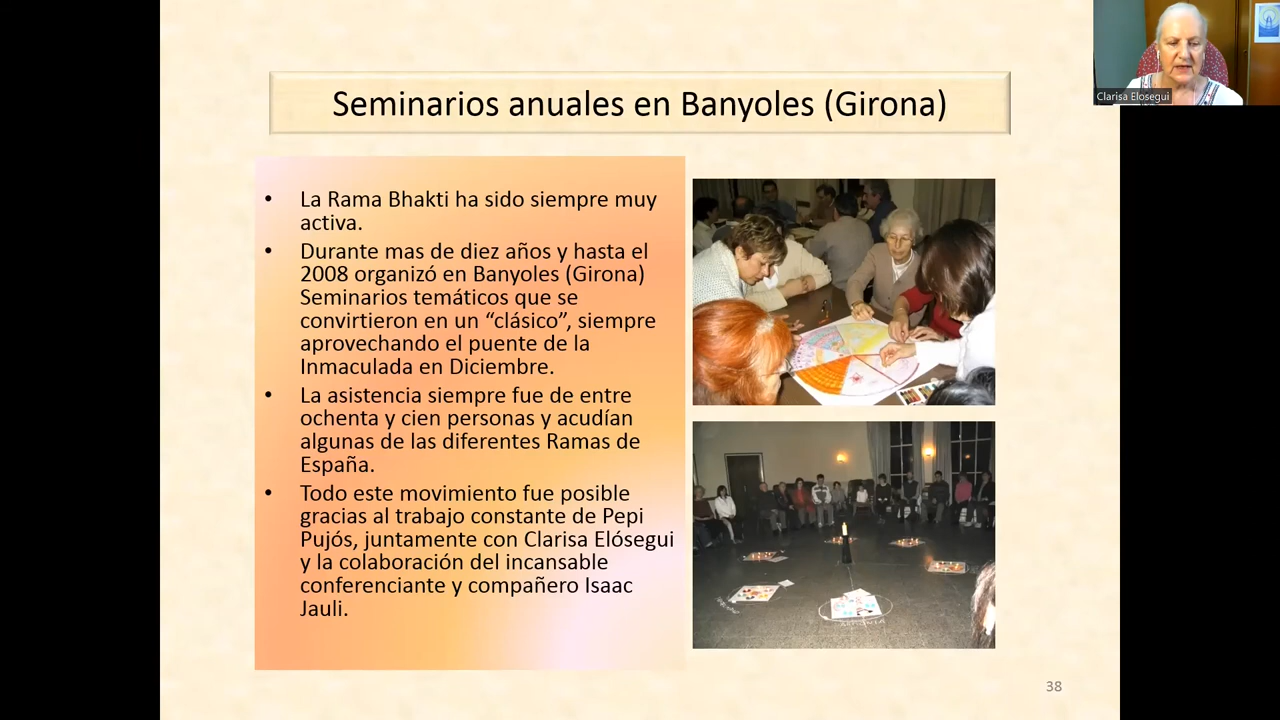 Seminarios anuales en Banyoles (Girona)
Clarisa Elosegui
• La Rama Bhakti ha sido siempre muy
activa.
• Durante mas de diez años y hasta el
2008 organizó en Banyoles (Girona)
Seminarios temáticos que se
convirtieron en un “clásico”, siempre
aprovechando el puente de la
Inmaculada en Diciembre.
• La asistencia siempre fue de entre
ochenta y cien personas y acudían
algunas de las diferentes Ramas de
España.
• Todo este movimiento fue posible
gracias al trabajo constante de Pepi
Pujós, juntamente con Clarisa Elósegui
y la colaboración del incansable
conferenciante y compañero Isaac
Jauli.
38